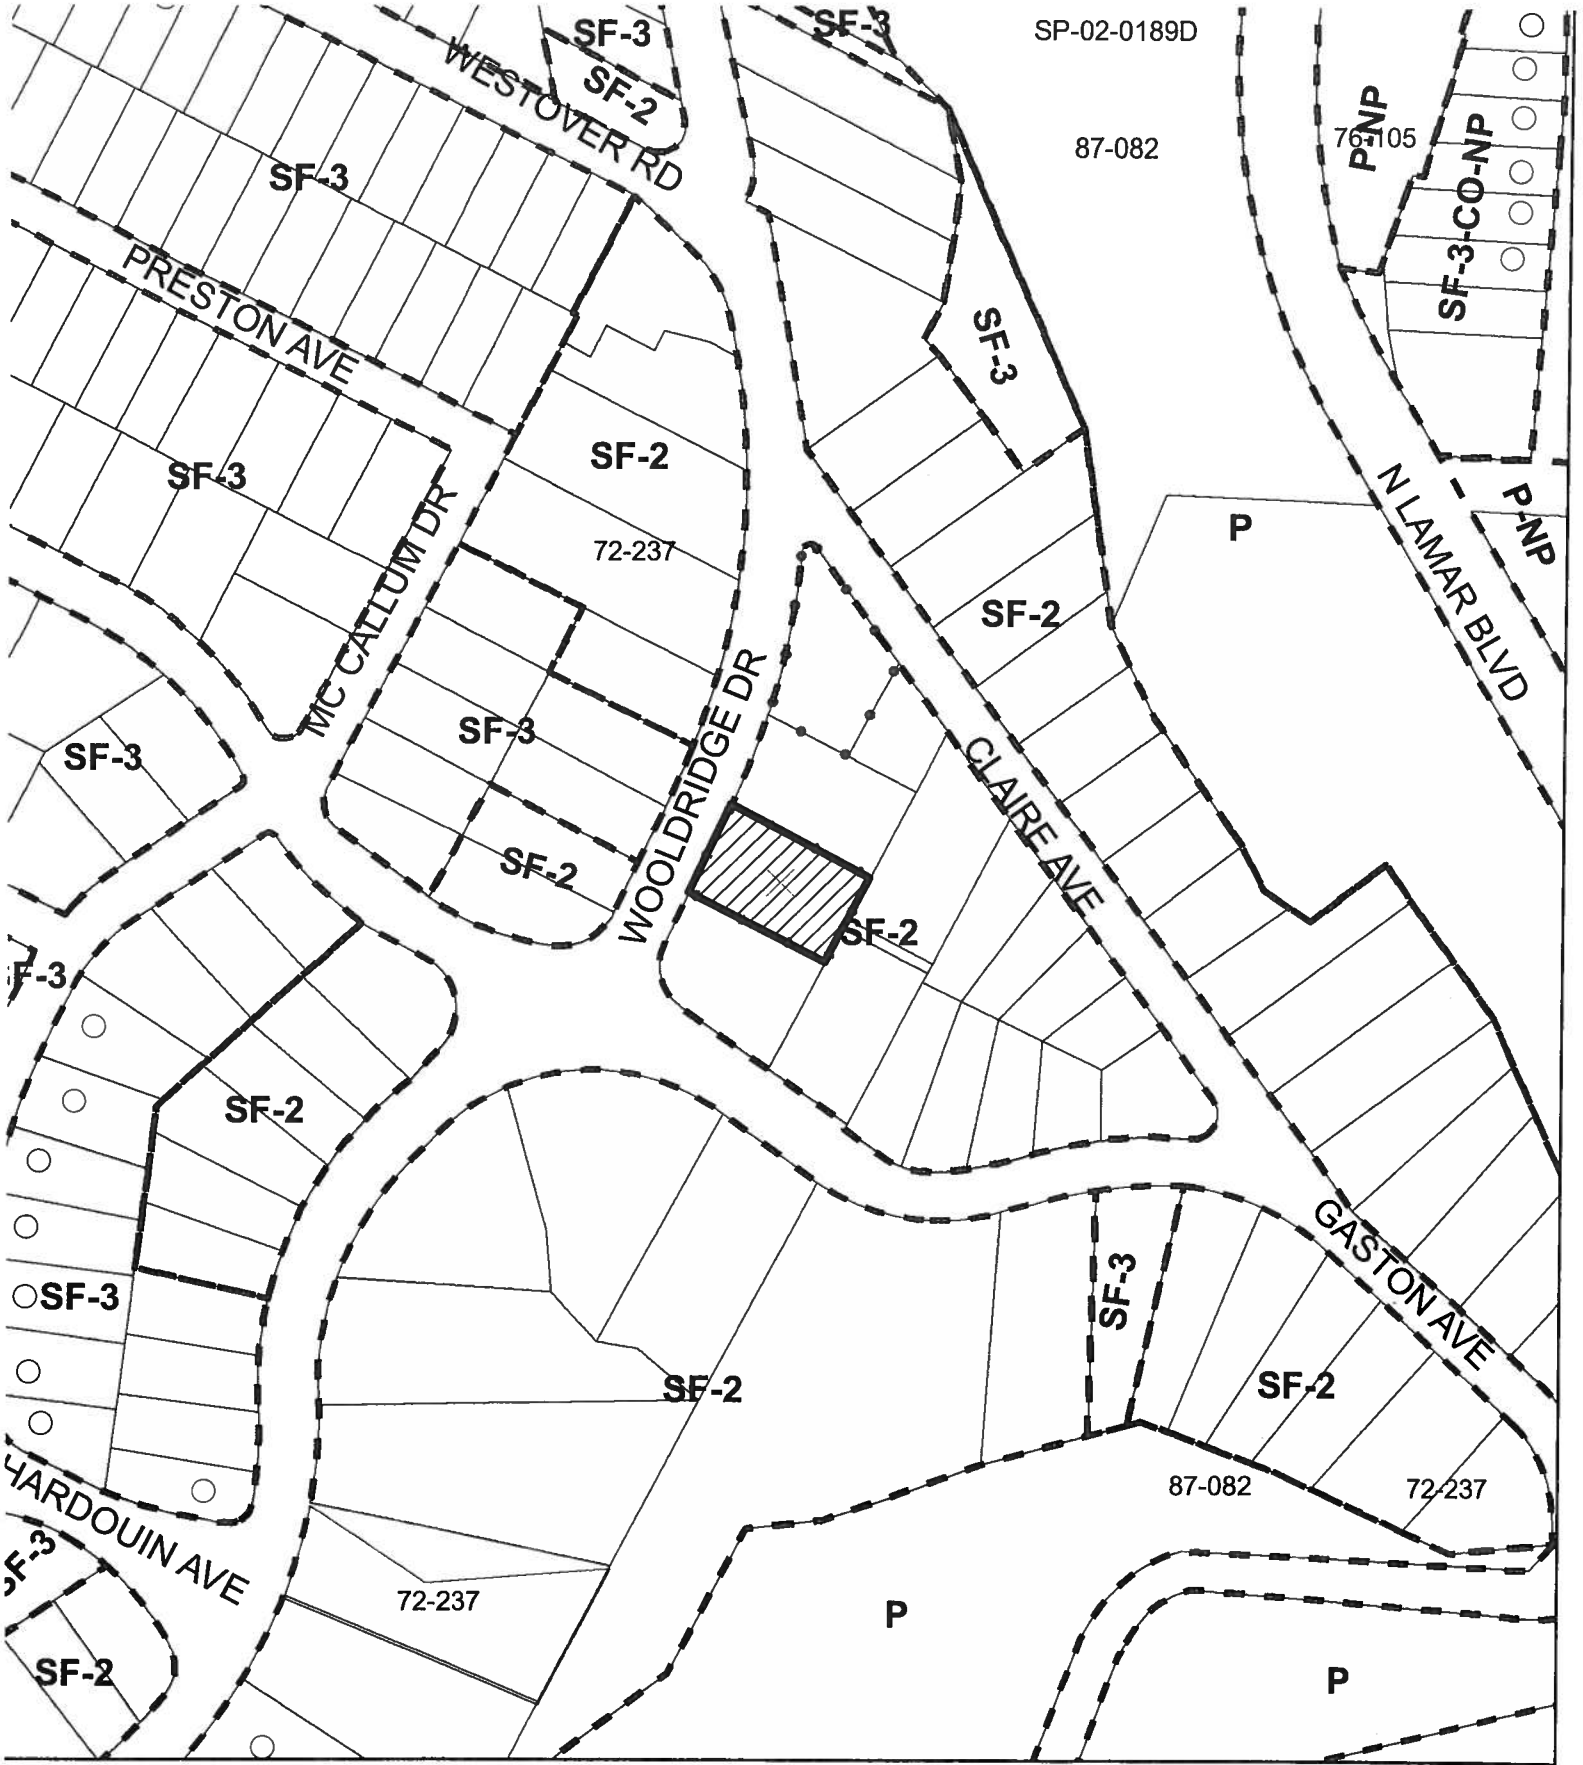 SF-3
SF-3
SP-02-0189D
WESTOVER RD
SF-2
87-082
76-105
P-NP
SF-3-CO-NP
SF-3
PRESTON AVE
SF-3
SF-2
SF-3
N LAMAR BLVD
P-NP
P
72-237
MC CALLUM DR
SF-2
SF-3
SF-3
WOOLDRIDGE DR
CLAIRE AVE
SF-2
SF-2
F-3
SF-2
GASTON AVE
SF-3
SF-3
SF-2
SF-2
HARDOUIN AVE
87-082
72-237
SF-3
72-237
P
SF-2
P